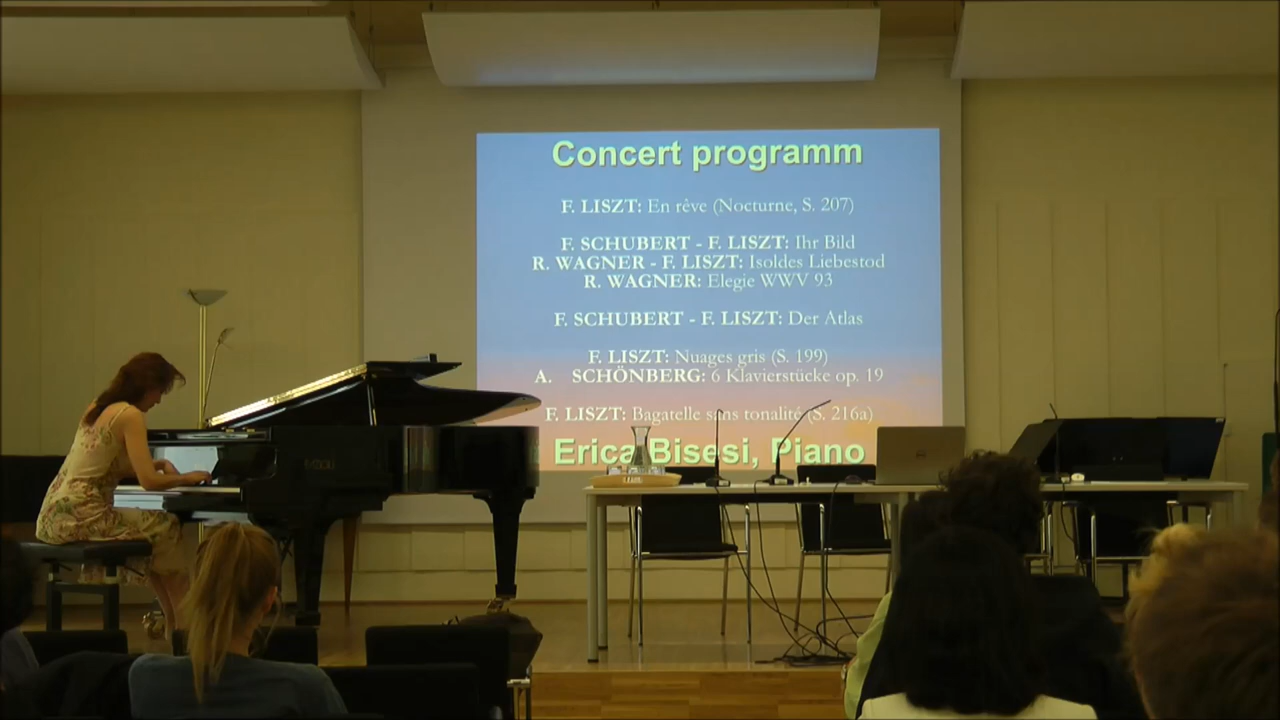 Concert programm
F. LISZT: En rêve (Nocturne, S. 207)
F. SCHUBERT - F. LISZT: Ihr Bild
R. WAGNER - F. LISZT: Isoldes Liebestod
R. WAGNER: Elegie WWV 93
F. SCHUBERT - F. LISZT: Der Atlas
F. LISZT: Nuages gris (S. 199)
A. SCHÖNBERG: 6 Klavierstücke op. 19
F. LISZT: Bagatelle sans tonalité (S. 216a)
Erica Bisesi, Piano